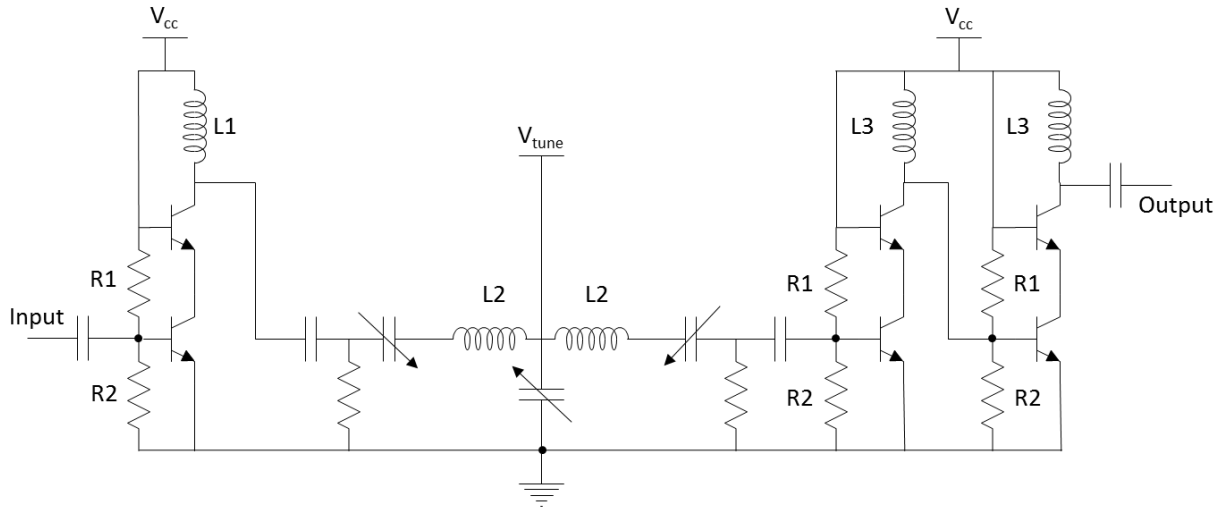 Vcc
Vcc
L1
L3
L3
Vtune
Output
R1
L2
L2
R1
R1
Input
R2
R2
R2